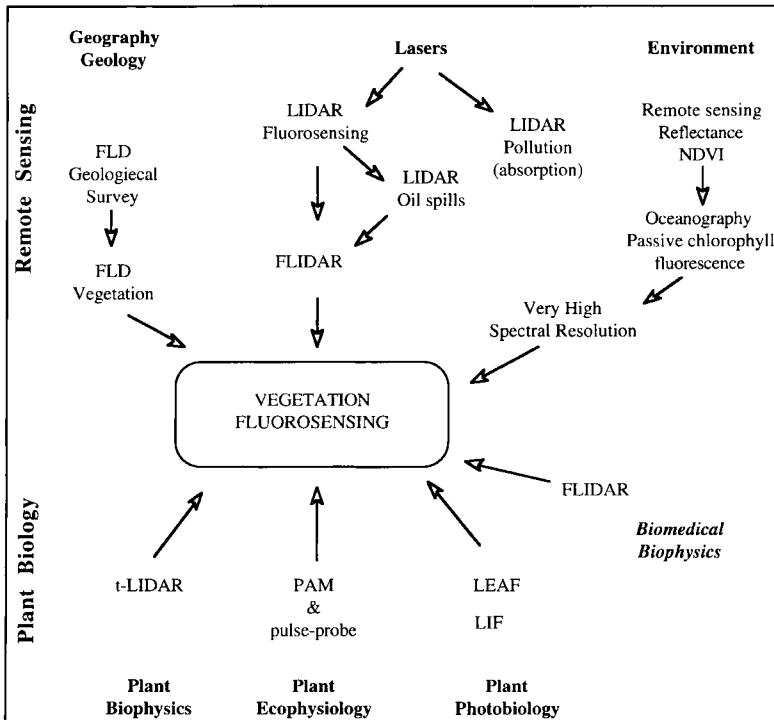 Geography
Geology
Lasers
Environment
Remote Sensing
LIDAR
Fluorosensing
LIDAR
Pollution
(absorption)
Remote sensing
Reflectance
NDVI
FLD
Geologiecal
Survey
LIDAR
Oil spills
Oceanography
Passive chlorophyll
fluorescence
FLIDAR
FLD
Vegetation
Very High
Spectral Resolution
VEGETATION
FLUOROSENSING
Plant Biology
FLIDAR
Biomedical
Biophysics
t-LIDAR
PAM
&
pulse-probe
LEAF
LIF
Plant
Biophysics
Plant
Ecophysiology
Plant
Photobiology